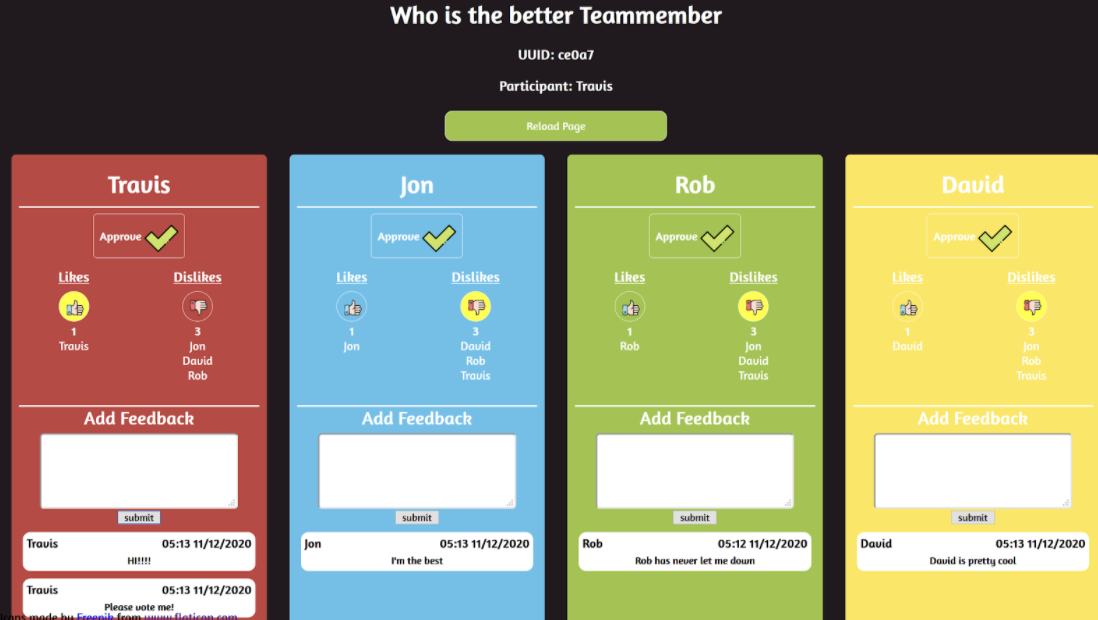 Who is the better Teammember
UUID: ce0a7
Participant: Travis
Reload Page
Travis
Approve
Likes
Dislikes
1
Travis
3
Jon
David
Rob
Add Feedback
submit
Travis 05:13 11/12/2020
HI!!!!
Travis 05:13 11/12/2020
Please vote me!
Jon
Approve
Likes
Dislikes
1
Jon
3
David
Rob
Travis
Add Feedback
submit
Jon 05:13 11/12/2020
I'm the best
Rob
Approve
Likes
Dislikes
1
Rob
3
Jon
David
Travis
Add Feedback
submit
Rob 05:12 11/12/2020
Rob has never let me down
David
Approve
Likes
Dislikes
1
David
3
Jon
Rob
Travis
Add Feedback
submit
David 05:13 11/12/2020
David is pretty cool
Icons made by Freepik from www.flaticon.com